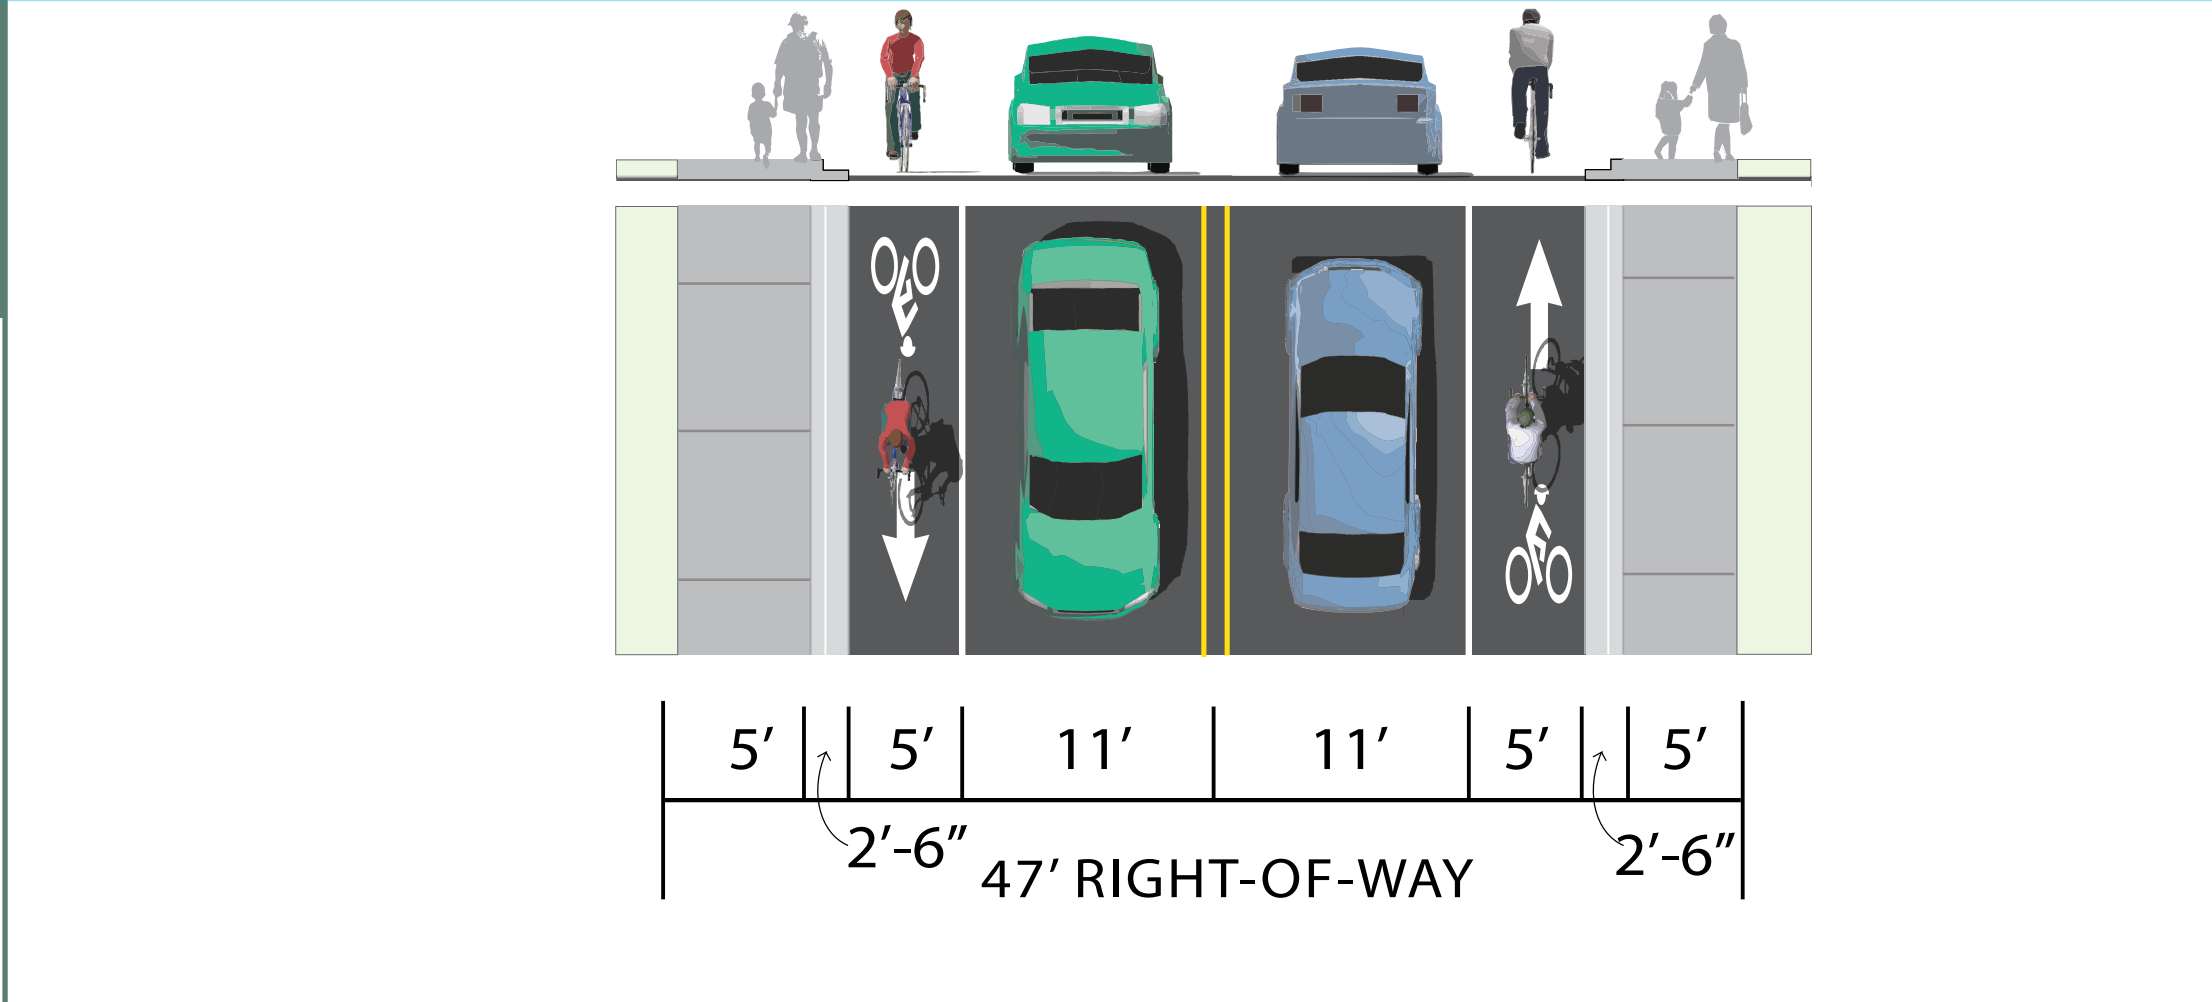 5′ 5′ 11′ 11′ 5′ 5′
2′-6″ 2′-6″
47′ RIGHT-OF-WAY